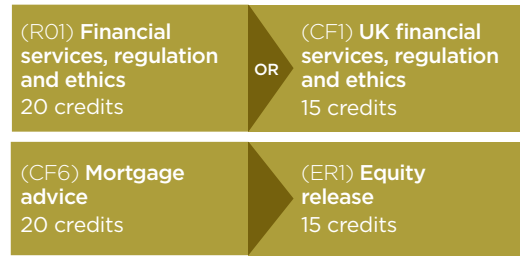 (R01) Financial
services, regulation
and ethics
20 credits
OR
(CF1) UK financial
services, regulation
and ethics
15 credits
(CF6) Mortgage
advice
20 credits
(ER1) Equity
release
15 credits